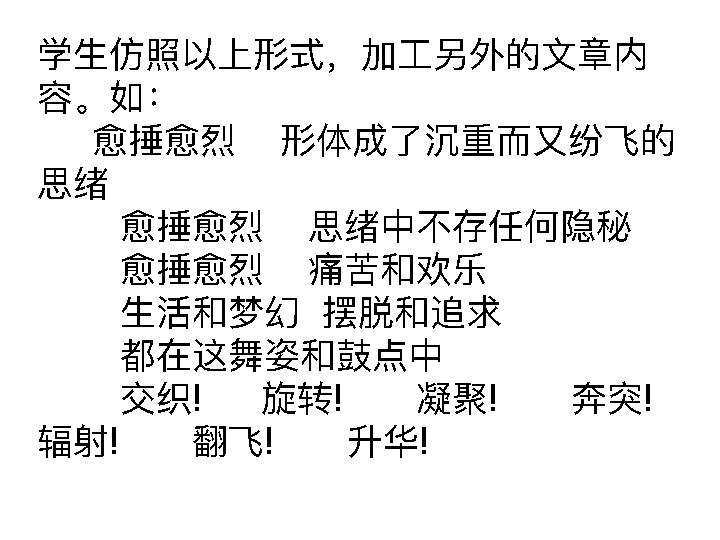 学生仿照以上形式，加工另外的文章内
容。如：
愈捶愈烈　形体成了沉重而又纷飞的
思绪
愈捶愈烈　思绪中不存任何隐秘
愈捶愈烈　痛苦和欢乐
生活和梦幻　摆脱和追求
都在这舞姿和鼓点中
交织!　旋转!　凝聚!　奔突!
辐射!　翻飞!　升华!